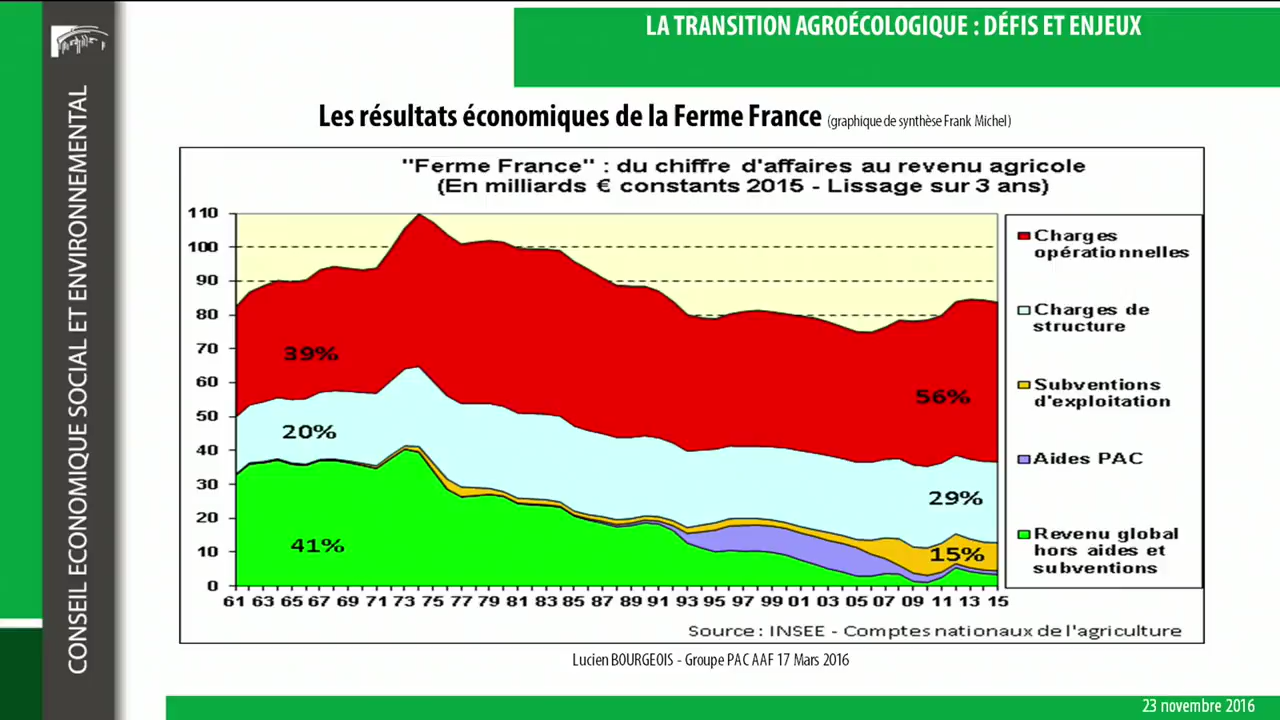 LA TRANSITION AGROÉCOLOGIQUE : DÉFIS ET ENJEUX
CONSEIL ECONOMIQUE SOCIAL ET ENVIRONNEMENTAL
Les résultats économiques de la Ferme France (graphique de synthèse Frank Michel)
"Ferme France" : du chiffre d'affaires au revenu agricole
(En milliards € constants 2015 - Lissage sur 3 ans)
110
100
90
80
70
60
50
40
30
20
10
0
39%
20%
41%
56%
29%
15%
61 63 65 67 69 71 73 75 77 79 81 83 85 87 89 91 93 95 97 99 01 03 05 07 09 11 13 15
Charges
opérationnelles
Charges de
structure
Subventions
d'exploitation
Aides PAC
Revenu global
hors aides et
subventions
Source : INSEE - Comptes nationaux de l'agriculture
Lucien BOURGEOIS - Groupe PAC AAF 17 Mars 2016
23 novembre 2016